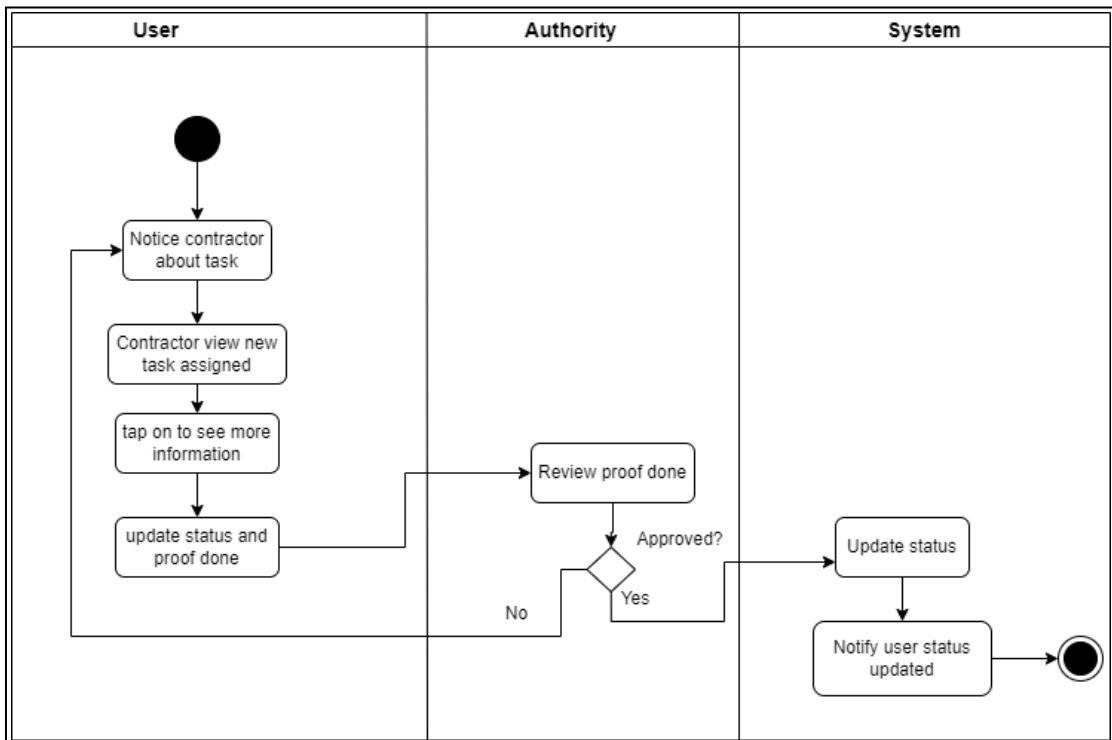 User
Authority
System
Notice contractor
about task
Contractor view new
task assigned
tap on to see more
information
update status and
proof done
Review proof done
Approved?
Yes
No
Update status
Notify user status
updated